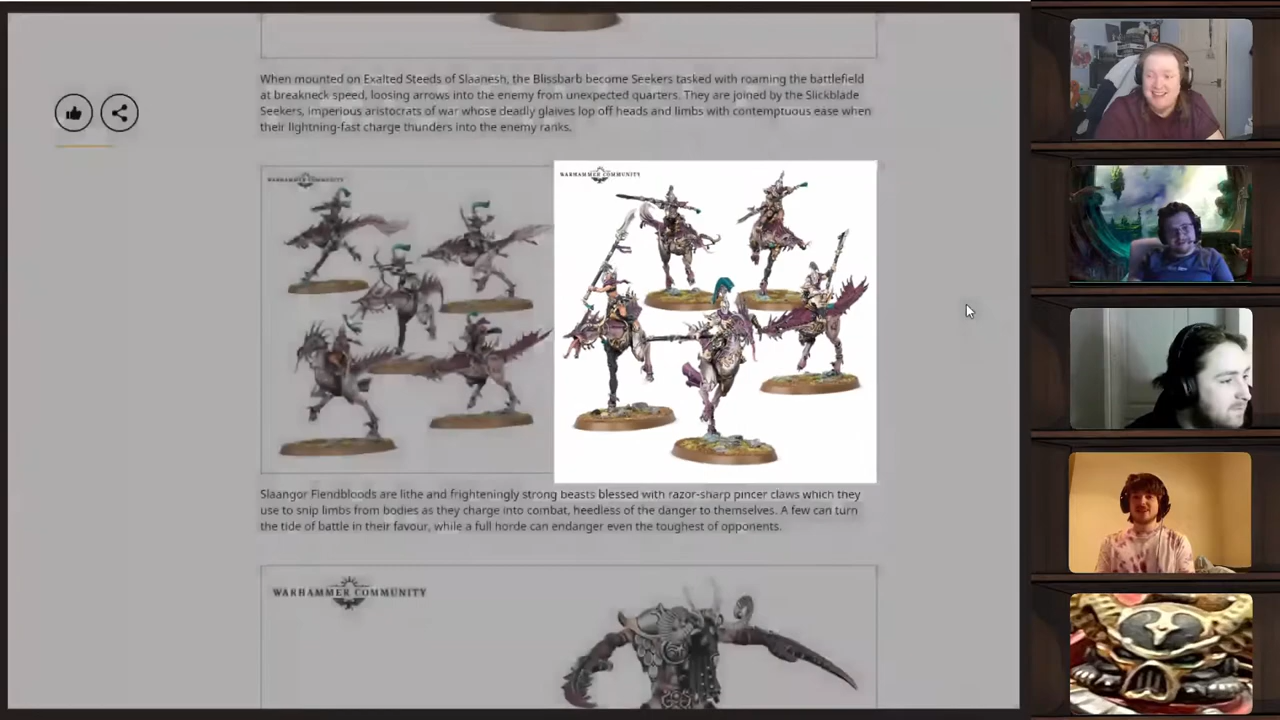 When mounted on Exalted Steeds of Slaanesh, the Blissbarb become Seekers tasked with roaming the battlefield
at breakneck speed, loosing arrows into the enemy from unexpected quarters. They are joined by the Slickblade
Seekers, imperious aristocrats of war whose deadly glaives lop off heads and limbs with contemptuous ease when
their lightning-fast charge thunders into the enemy ranks.
WARHAMMER COMMUNITY
WARHAMMER COMMUNITY
Slaangor Fiendbloods are lithe and frighteningly strong beasts blessed with razor-sharp pincer claws which they
use to snip limbs from bodies as they charge into combat, heedless of the danger to themselves. A few can turn
the tide of battle in their favour, while a full horde can endanger even the toughest of opponents.
WARHAMMER COMMUNITY